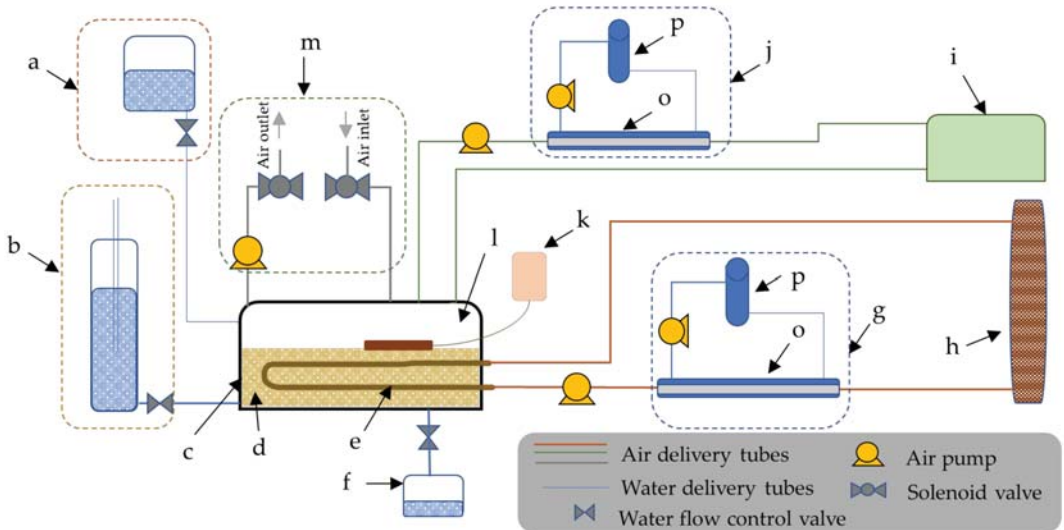 a
m
p
j
i
Air outlet
Air inlet
o
b
l
k
p
g
o
h
c
d
e
f
Air delivery tubes
Air pump
Water delivery tubes
Solenoid valve
Water flow control valve